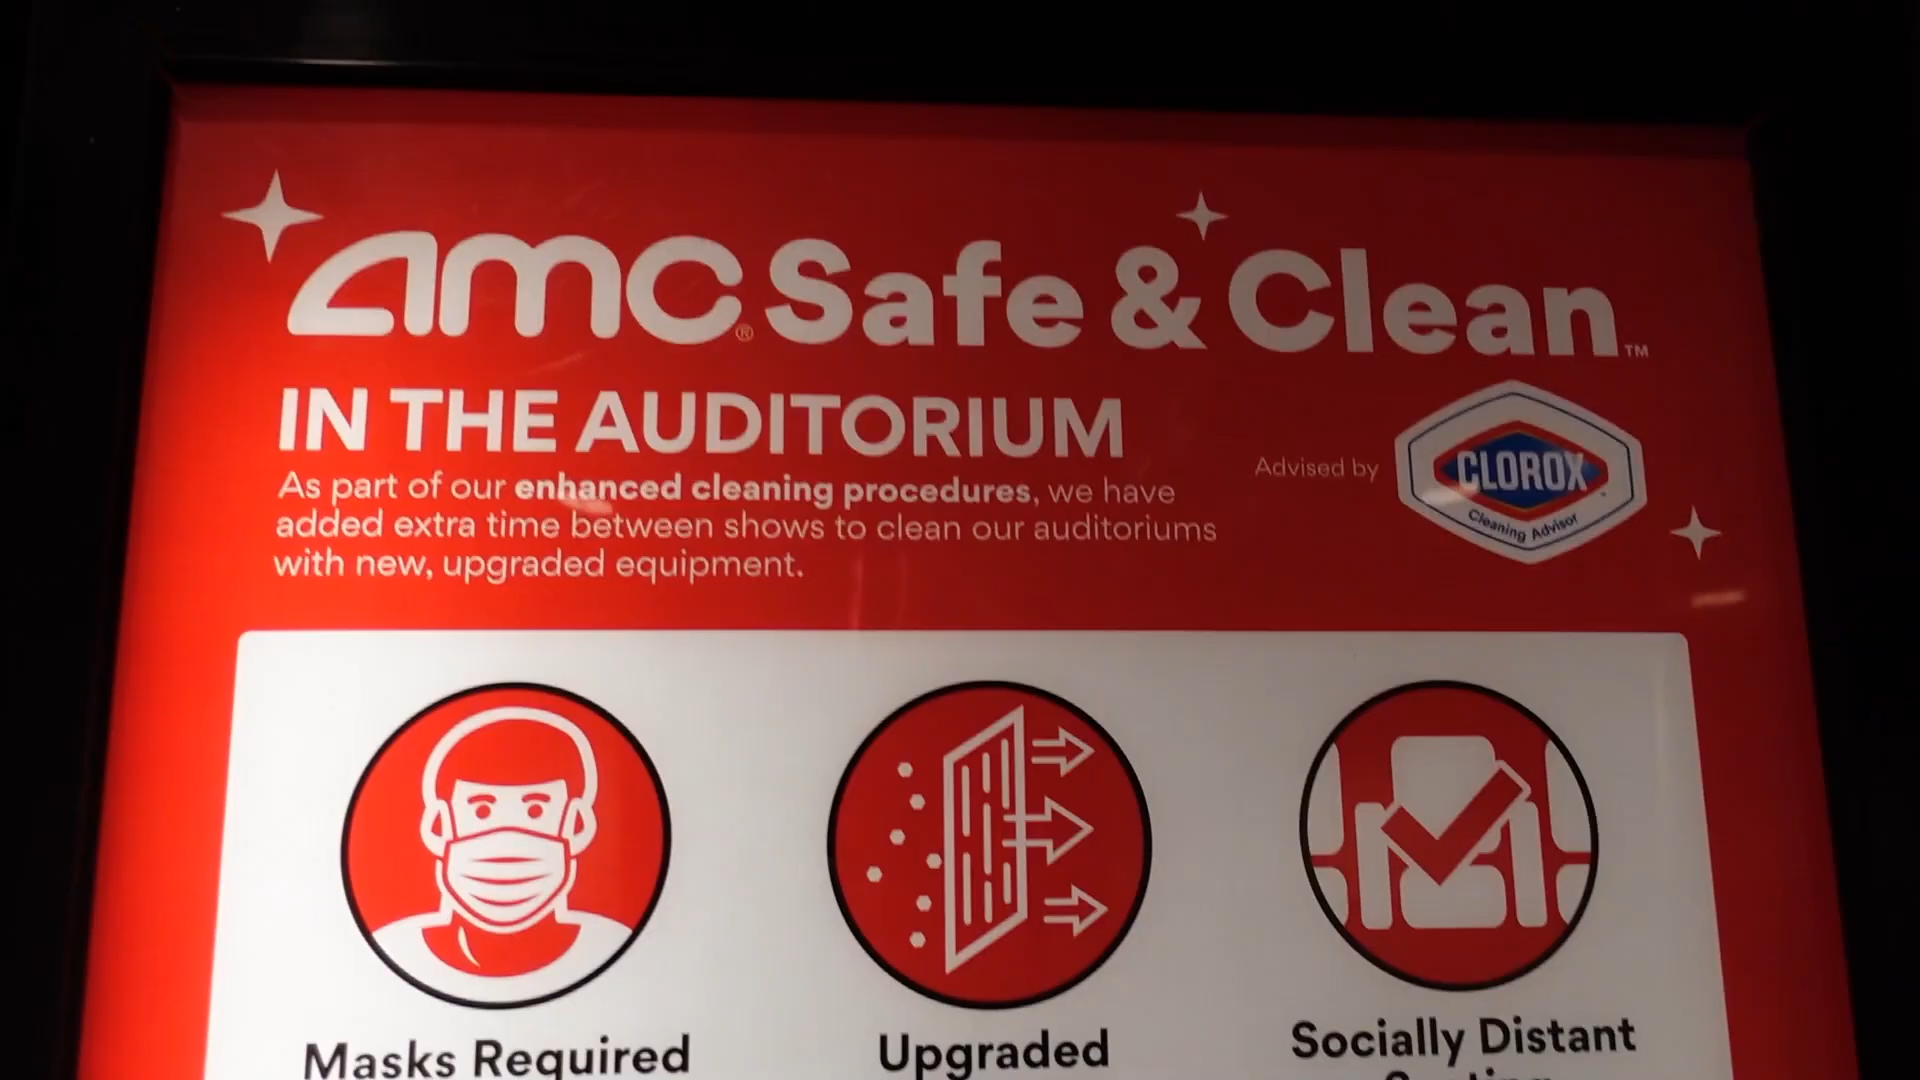 amc® Safe & Clean™
IN THE AUDITORIUM
As part of our enhanced cleaning procedures, we have
added extra time between shows to clean our auditoriums
with new, upgraded equipment.
Advised by
CLOROX
Cleaning Advisor
Masks Required
Upgraded
Socially Distant